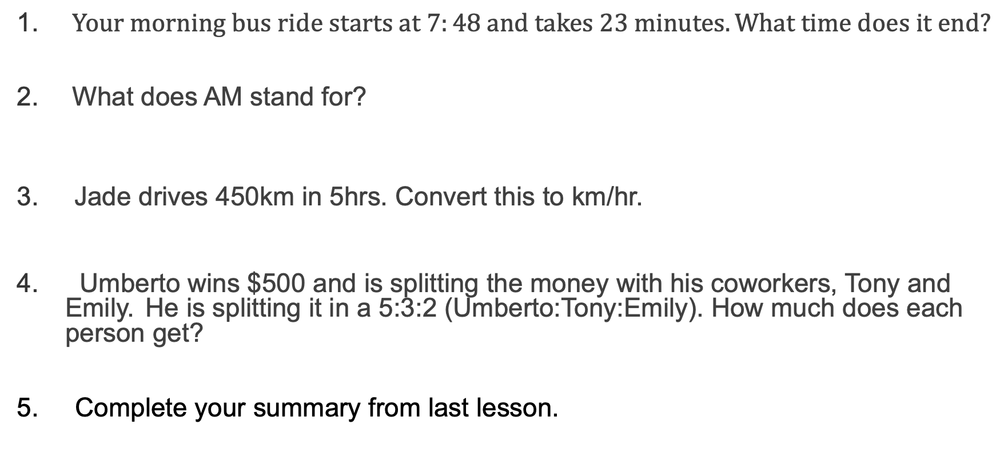 1. Your morning bus ride starts at 7: 48 and takes 23 minutes. What time does it end?
2. What does AM stand for?
3. Jade drives 450km in 5hrs. Convert this to km/hr.
4. Umberto wins $500 and is splitting the money with his coworkers, Tony and
Emily. He is splitting it in a 5:3:2 (Umberto:Tony:Emily). How much does each
person get?
5. Complete your summary from last lesson.